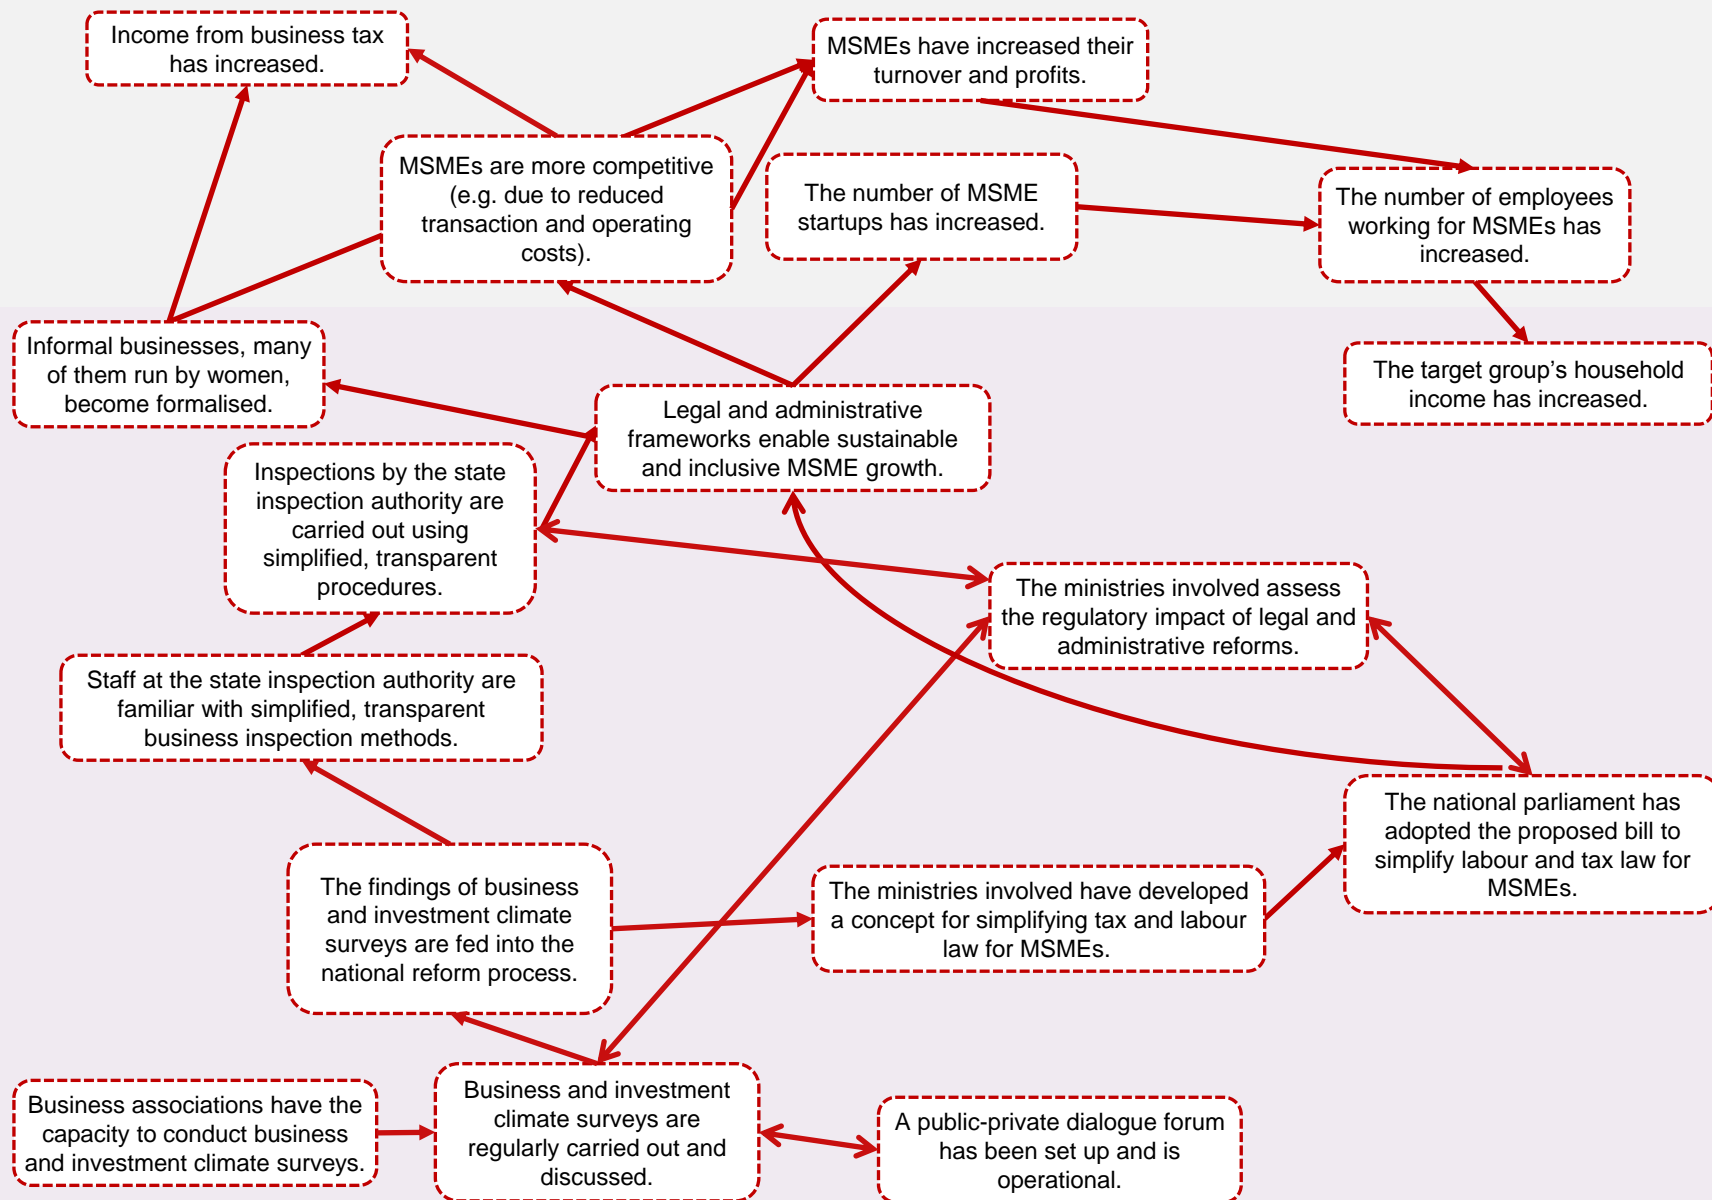 Income from business tax
has increased.
MSMEs have increased their
turnover and profits.
MSMEs are more competitive
(e.g. due to reduced
transaction and operating
costs).
The number of MSME
startups has increased.
The number of employees
working for MSMEs has
increased.
Informal businesses, many
of them run by women,
become formalised.
The target group's household
income has increased.
Legal and administrative
frameworks enable sustainable
and inclusive MSME growth.
Inspections by the state
inspection authority are
carried out using
simplified, transparent
procedures.
The ministries involved assess
the regulatory impact of legal and
administrative reforms.
Staff at the state inspection authority are
familiar with simplified, transparent
business inspection methods.
The national parliament has
adopted the proposed bill to
simplify labour and tax law for
MSMEs.
The findings of business
and investment climate
surveys are fed into the
national reform process.
The ministries involved have developed
a concept for simplifying tax and labour
law for MSMEs.
Business associations have the
capacity to conduct business
and investment climate surveys.
Business and investment
climate surveys are
regularly carried out and
discussed.
A public-private dialogue forum
has been set up and is
operational.